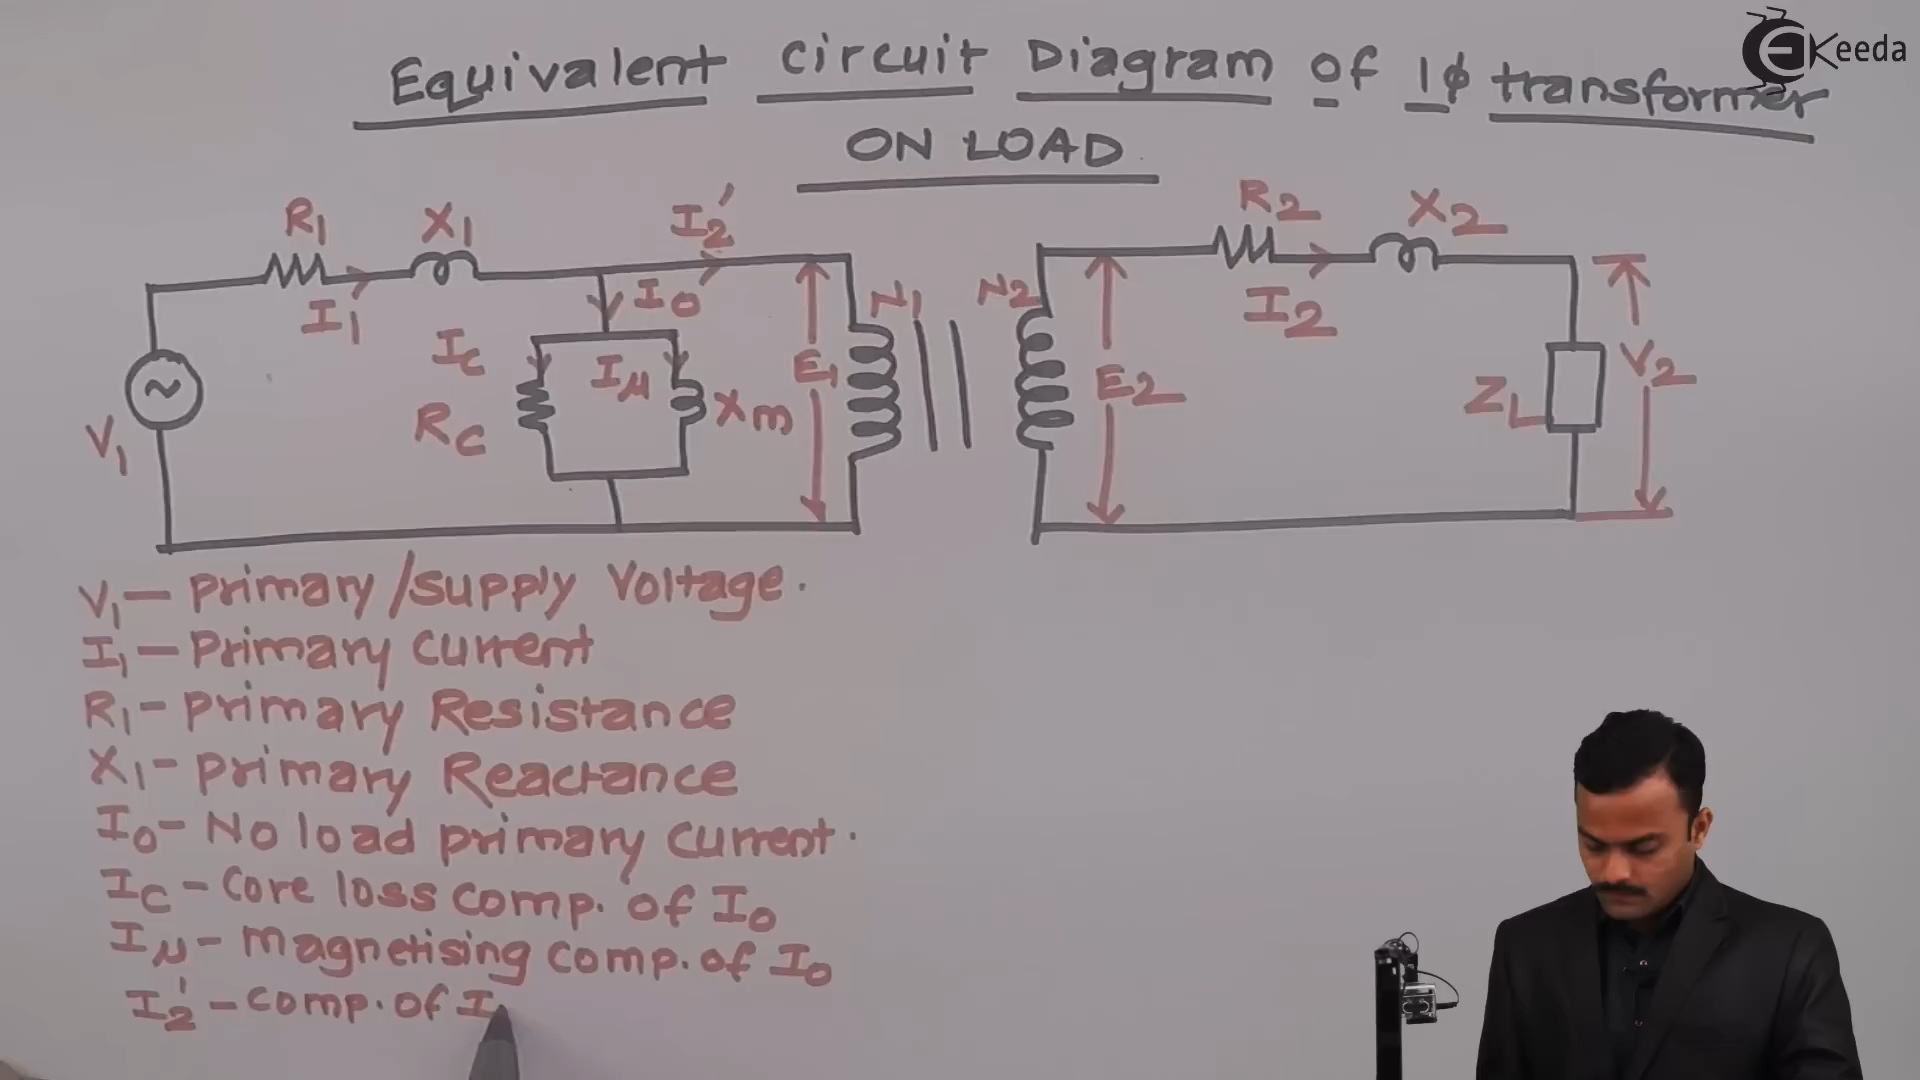 Equivalent Circuit Diagram of 1ϕ transformer
ON LOAD
EKeeda
R1 X1 I2' R2 X2
I1 I0 N1 N2 I2
Ic Iμ E1 E2 V2
V1 Rc Xm ZL
V1 — Primary/Supply Voltage.
I1 — Primary Current
R1 - Primary Resistance
X1 - Primary Reactance
I0 - No load primary Current.
Ic - Core loss comp. of I0
Iμ - Magnetising comp. of I0
I2' - comp. of I